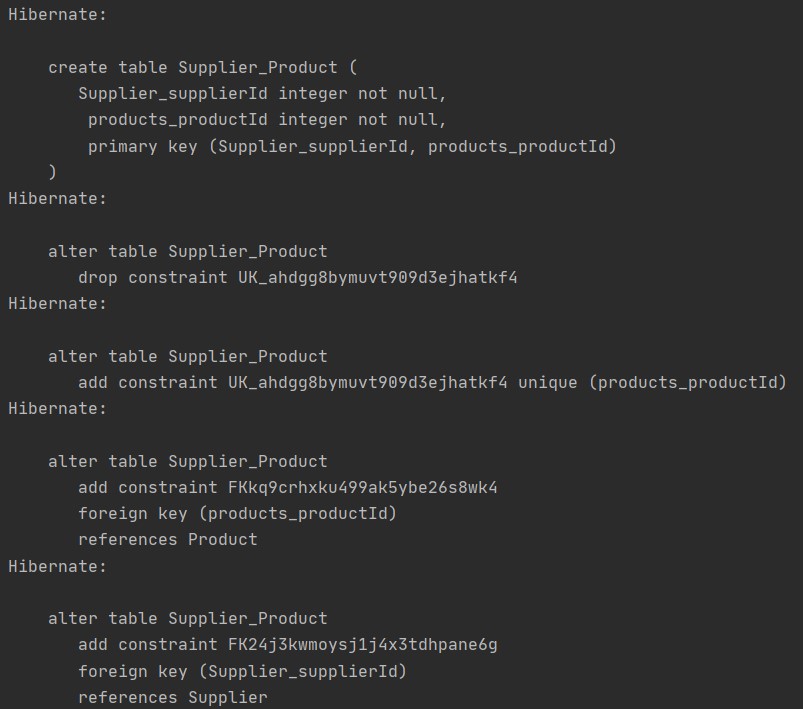 Hibernate:
create table Supplier_Product (
Supplier_supplierId integer not null,
products_productId integer not null,
primary key (Supplier_supplierId, products_productId)
)
Hibernate:
alter table Supplier_Product
drop constraint UK_ahdgg8bymuvt909d3ejhatkf4
Hibernate:
alter table Supplier_Product
add constraint UK_ahdgg8bymuvt909d3ejhatkf4 unique (products_productId)
Hibernate:
alter table Supplier_Product
add constraint FKkq9crhxku499ak5ybe26s8wk4
foreign key (products_productId)
references Product
Hibernate:
alter table Supplier_Product
add constraint FK24j3kwmoysj1j4x3tdhpane6g
foreign key (Supplier_supplierId)
references Supplier